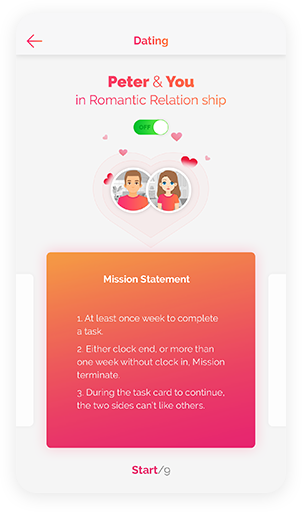 Dating
Peter & You
in Romantic Relation ship
OFF
Mission Statement
1. At least once week to complete
a task.
2. Either clock end, or more than
one week without clock in, Mission
terminate.
3. During the task card to continue,
the two sides can't like others.
Start/9